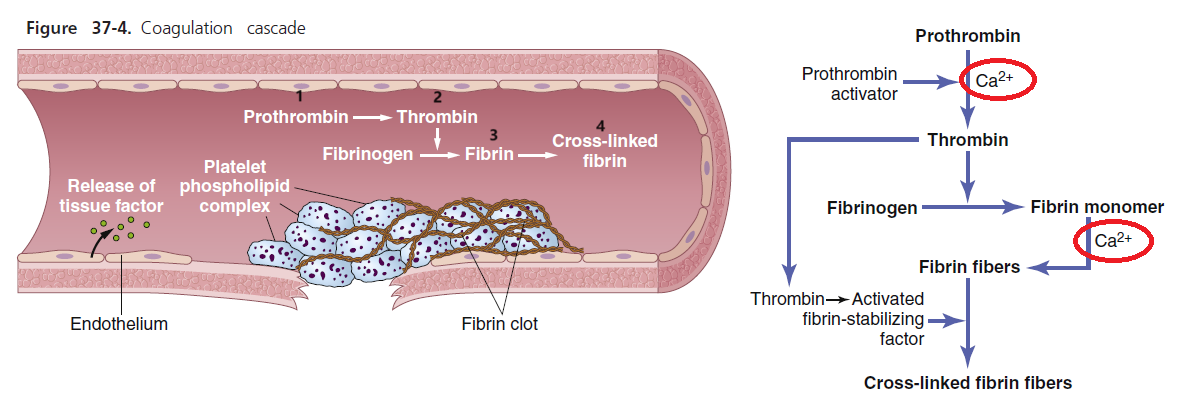 Figure 37-4. Coagulation cascade
1
2
Prothrombin Thrombin
3
4
Fibrinogen Fibrin
Cross-linked
fibrin
Platelet
phospholipid
complex
Release of
tissue factor
Endothelium
Fibrin clot
Prothrombin
Prothrombin
activator
Ca2+
Thrombin
Fibrinogen
Fibrin monomer
Ca2+
Fibrin fibers
Thrombin Activated
fibrin-stabilizing
factor
Cross-linked fibrin fibers